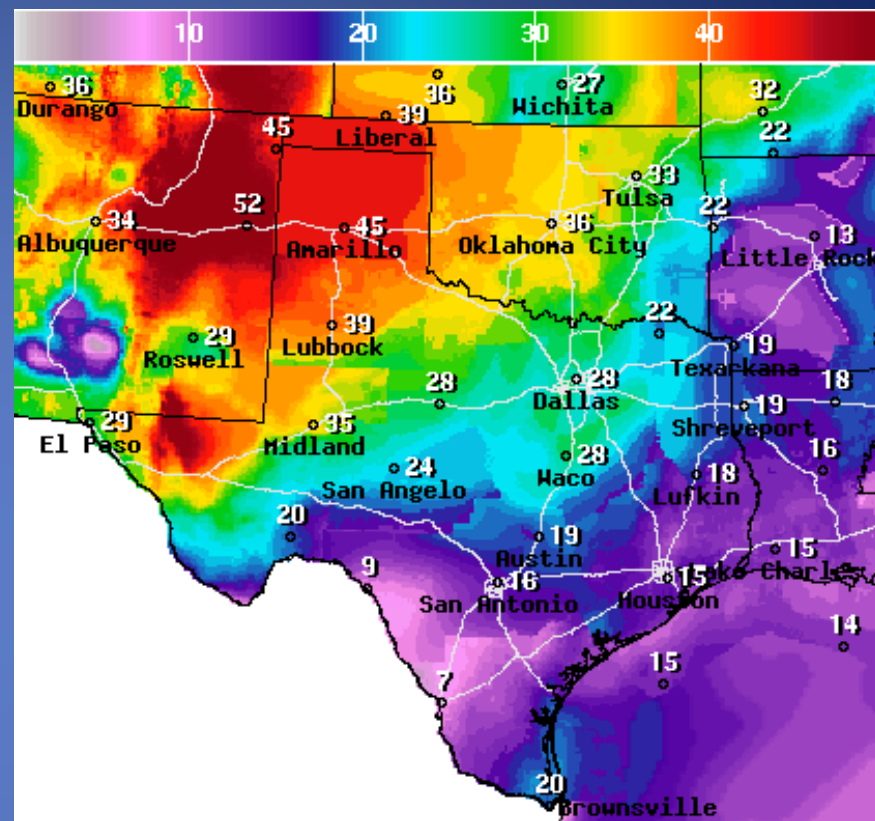 10 20 30 40
36 Durango
36
27 Wichita
32
39 Liberal
45
22
33 Tulsa
34 Albuquerque
52
45 Amarillo
36 Oklahoma City
22
13 Little Rock
29 Roswell
39 Lubbock
22
19 Texarkana
28
28 Dallas
19 Shreveport
18
29 El Paso
35 Midland
24 San Angelo
28 Waco
18 Lufkin
16
20
19 Austin
15
9
16 San Antonio
15 Houston
Charles
14
7
15
20 Brownsville